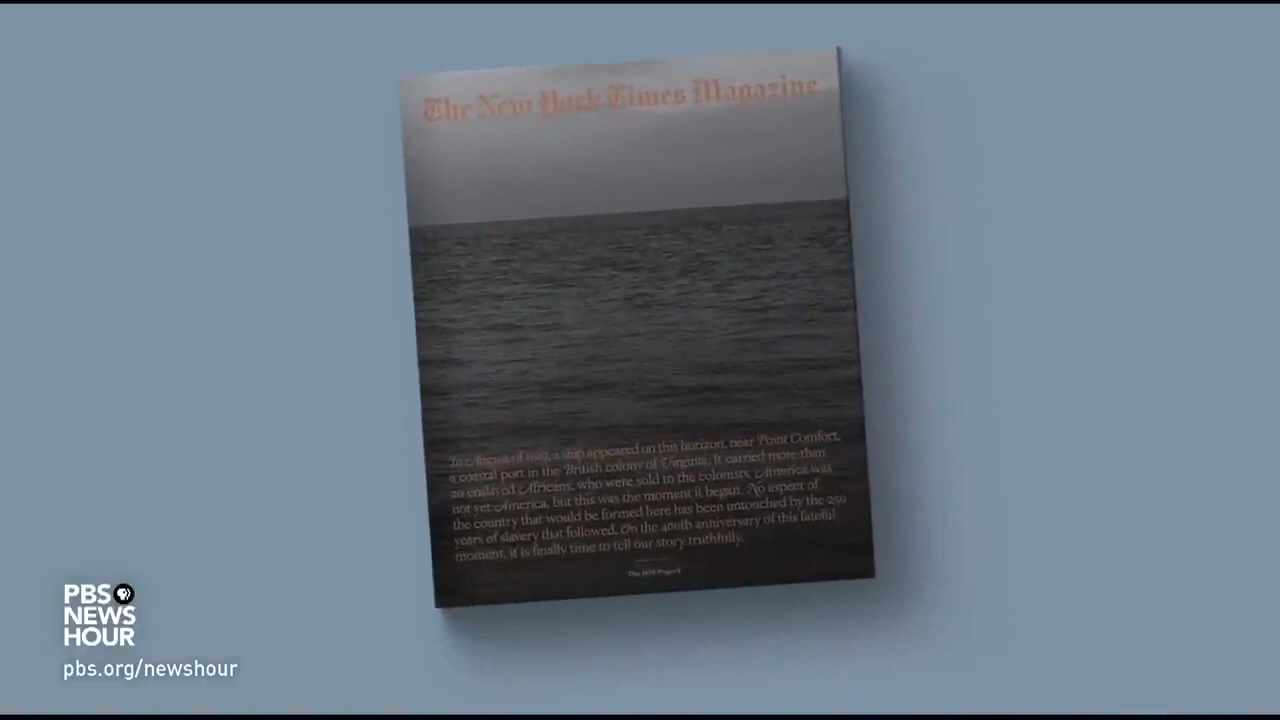 The New York Times Magazine
In August of 1619, a ship appeared on this horizon, near Point Comfort,
a coastal port in the British colony of Virginia. It carried more than
20 enslaved Africans, who were sold to the colonists. America was
not yet America, but this was the moment it began. No aspect of
the country that would be formed here has been untouched by the 250
years of slavery that followed. On the 400th anniversary of this fateful
moment, it is finally time to tell our story truthfully.
The 1619 Project
PBS
NEWS
HOUR
pbs.org/newshour